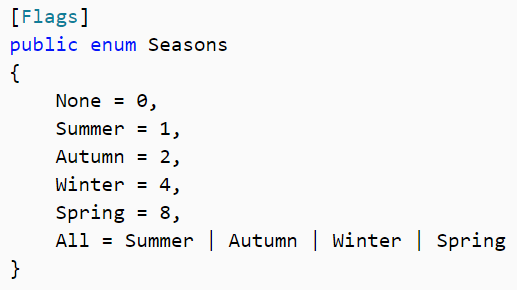 [Flags]
public enum Seasons
{
    None = 0,
    Summer = 1,
    Autumn = 2,
    Winter = 4,
    Spring = 8,
    All = Summer | Autumn | Winter | Spring
}